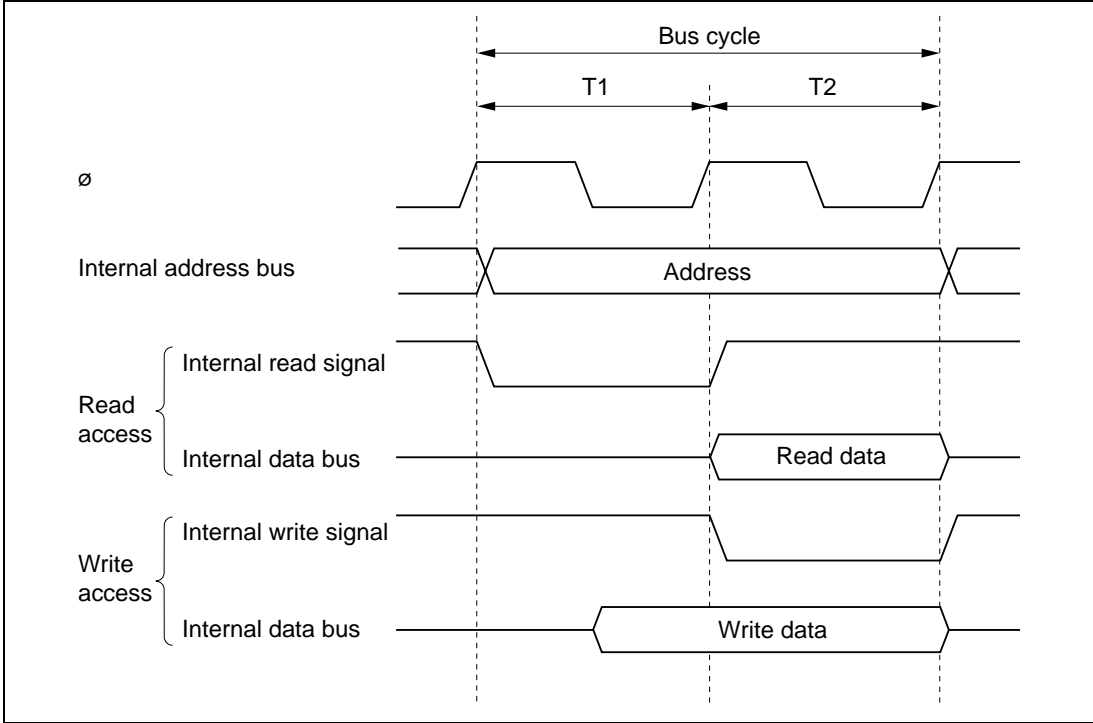 Bus cycle
T1
T2
ø
Internal address bus
Address
Read
access
Internal read signal
Internal data bus
Read data
Write
access
Internal write signal
Internal data bus
Write data